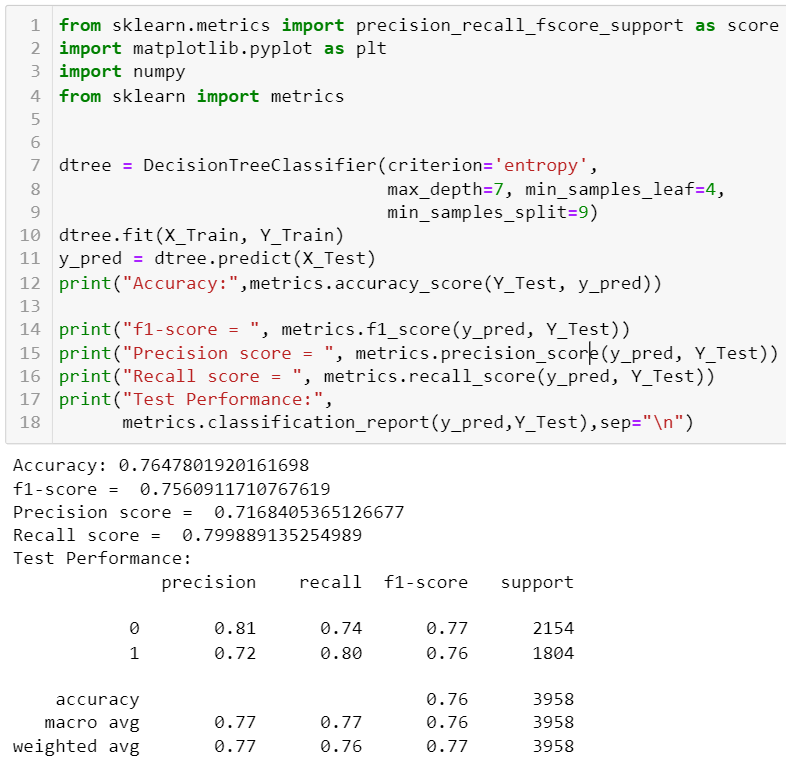 1 from sklearn.metrics import precision_recall_fscore_support as score
2 import matplotlib.pyplot as plt
3 import numpy
4 from sklearn import metrics
5
6
7 dtree = DecisionTreeClassifier(criterion='entropy',
8                                max_depth=7, min_samples_leaf=4,
9                                min_samples_split=9)
10 dtree.fit(X_Train, Y_Train)
11 y_pred = dtree.predict(X_Test)
12 print("Accuracy:",metrics.accuracy_score(Y_Test, y_pred))
13
14 print("f1-score = ", metrics.f1_score(y_pred, Y_Test))
15 print("Precision score = ", metrics.precision_score(y_pred, Y_Test))
16 print("Recall score = ", metrics.recall_score(y_pred, Y_Test))
17 print("Test Performance:",
18       metrics.classification_report(y_pred,Y_Test),sep="\n")
Accuracy: 0.7647801920161698
f1-score =  0.7560911710767619
Precision score =  0.7168405365126677
Recall score =  0.799889135254989
Test Performance:
              precision    recall  f1-score   support
           0       0.81      0.74      0.77      2154
           1       0.72      0.80      0.76      1804
    accuracy                           0.76      3958
   macro avg       0.77      0.77      0.76      3958
weighted avg       0.77      0.76      0.77      3958